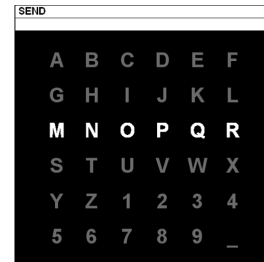 SEND
A B C D E F
G H I J K L
M N O P Q R
S T U V W X
Y Z 1 2 3 4
5 6 7 8 9 _